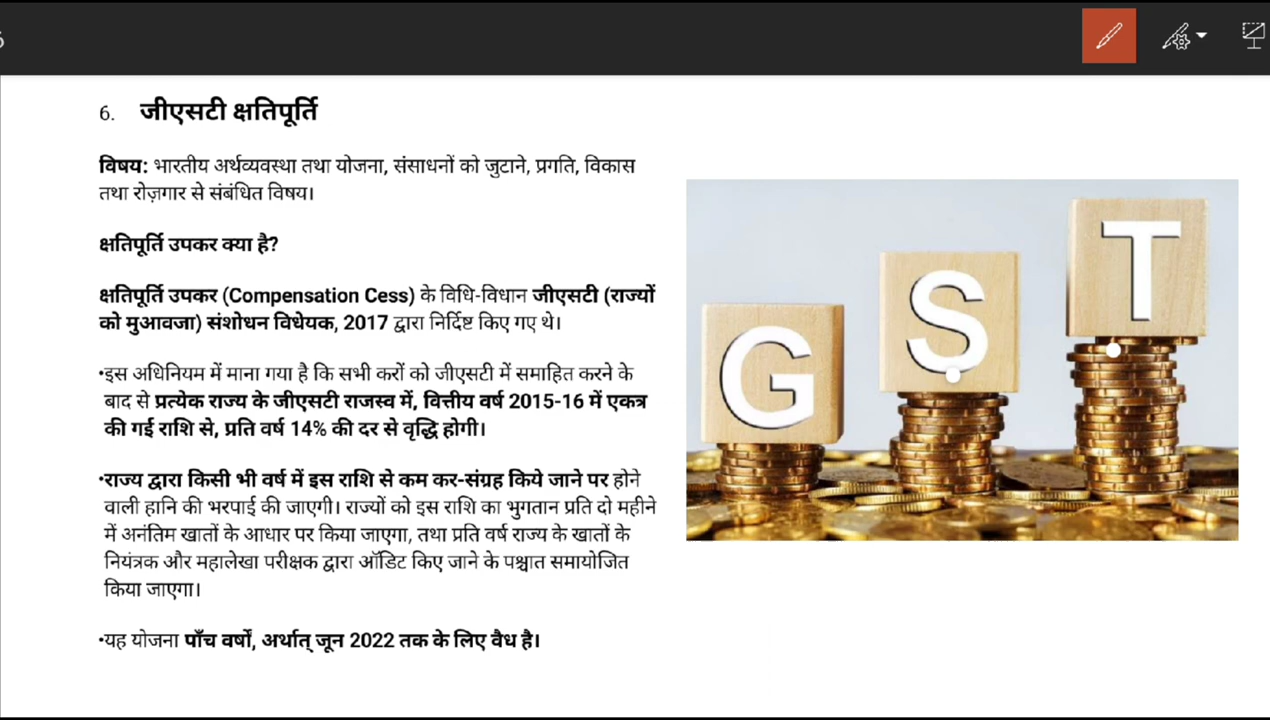 6. जीएसटी क्षतिपूर्ति
विषय: भारतीय अर्थव्यवस्था तथा योजना, संसाधनों को जुटाने, प्रगति, विकास
तथा रोज़गार से संबंधित विषय।
क्षतिपूर्ति उपकर क्या है?
क्षतिपूर्ति उपकर (Compensation Cess) के विधि-विधान जीएसटी (राज्यों
को मुआवजा) संशोधन विधेयक, 2017 द्वारा निर्दिष्ट किए गए थे।
•इस अधिनियम में माना गया है कि सभी करों को जीएसटी में समाहित करने के
बाद से प्रत्येक राज्य के जीएसटी राजस्व में, वित्तीय वर्ष 2015-16 में एकत्र
की गई राशि से, प्रति वर्ष 14% की दर से वृद्धि होगी।
•राज्य द्वारा किसी भी वर्ष में इस राशि से कम कर-संग्रह किये जाने पर होने
वाली हानि की भरपाई की जाएगी। राज्यों को इस राशि का भुगतान प्रति दो महीने
में अनंतिम खातों के आधार पर किया जाएगा, तथा प्रति वर्ष राज्य के खातों के
नियंत्रक और महालेखा परीक्षक द्वारा ऑडिट किए जाने के पश्चात समायोजित
किया जाएगा।
•यह योजना पाँच वर्षों, अर्थात् जून 2022 तक के लिए वैध है।
G S T